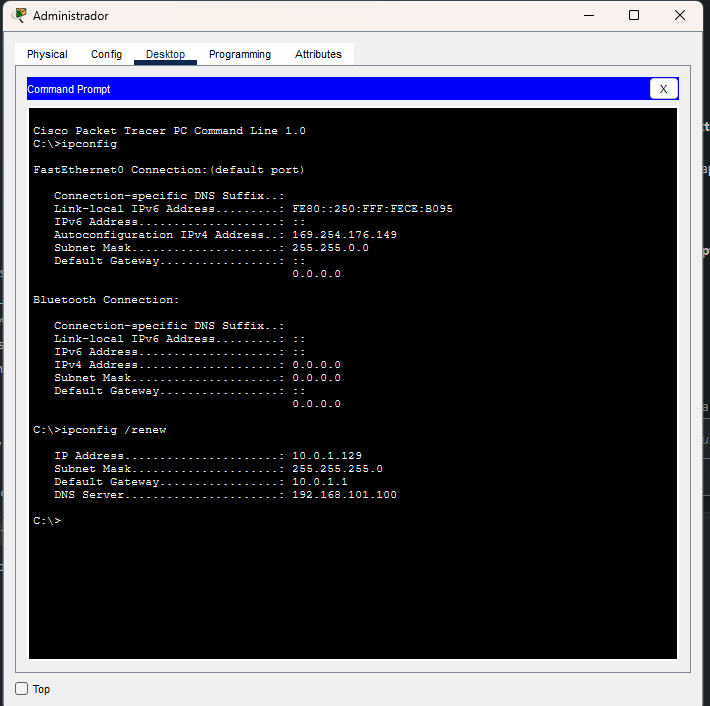 Administrador
Physical Config Desktop Programming Attributes
Command Prompt X
Cisco Packet Tracer PC Command Line 1.0
C:\>ipconfig
FastEthernet0 Connection:(default port)
Connection-specific DNS Suffix..:
Link-local IPv6 Address.........: FE80::250:FFF:FECE:B095
IPv6 Address....................: ::
Autoconfiguration IPv4 Address..: 169.254.176.149
Subnet Mask.....................: 255.255.0.0
Default Gateway.................: ::
0.0.0.0
Bluetooth Connection:
Connection-specific DNS Suffix..:
Link-local IPv6 Address.........: ::
IPv6 Address....................: ::
IPv4 Address....................: 0.0.0.0
Subnet Mask.....................: 0.0.0.0
Default Gateway.................: ::
0.0.0.0
C:\>ipconfig /renew
IP Address......................: 10.0.1.129
Subnet Mask.....................: 255.255.255.0
Default Gateway.................: 10.0.1.1
DNS Server......................: 192.168.101.100
C:\>
Top